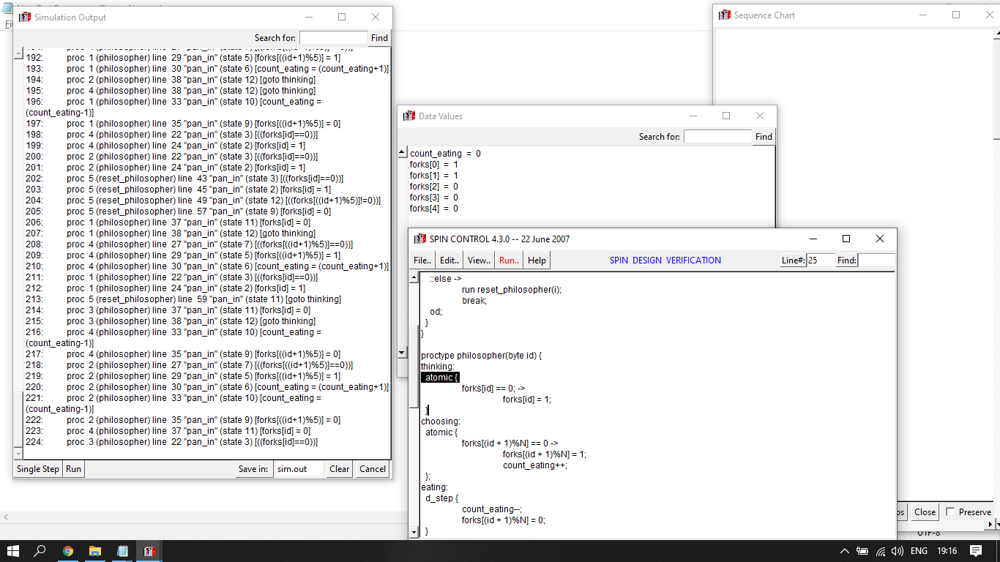 Simulation Output
Search for:
Find
192: proc 1 (philosopher) line 29 "pan_in" (state 5) [forks[((id+1)%5)] = 1]
193: proc 1 (philosopher) line 30 "pan_in" (state 6) [count_eating = (count_eating+1)]
194: proc 2 (philosopher) line 38 "pan_in" (state 12) [goto thinking]
195: proc 4 (philosopher) line 38 "pan_in" (state 12) [goto thinking]
196: proc 1 (philosopher) line 33 "pan_in" (state 10) [count_eating =
(count_eating-1)]
197: proc 1 (philosopher) line 35 "pan_in" (state 9) [forks[((id+1)%5)] = 0]
198: proc 4 (philosopher) line 22 "pan_in" (state 3) [((forks[id]==0))]
199: proc 4 (philosopher) line 24 "pan_in" (state 2) [forks[id] = 1]
200: proc 2 (philosopher) line 22 "pan_in" (state 3) [((forks[id]==0))]
201: proc 2 (philosopher) line 24 "pan_in" (state 2) [forks[id] = 1]
202: proc 5 (reset_philosopher) line 43 "pan_in" (state 3) [((forks[id]==0))]
203: proc 5 (reset_philosopher) line 45 "pan_in" (state 2) [forks[id] = 1]
204: proc 5 (reset_philosopher) line 49 "pan_in" (state 12) [((forks[((id+1)%5)]!=0))]
205: proc 5 (reset_philosopher) line 57 "pan_in" (state 9) [forks[id] = 0]
206: proc 1 (philosopher) line 37 "pan_in" (state 11) [forks[id] = 0]
207: proc 1 (philosopher) line 38 "pan_in" (state 12) [goto thinking]
208: proc 4 (philosopher) line 27 "pan_in" (state 7) [((forks[((id+1)%5)]==0))]
209: proc 4 (philosopher) line 29 "pan_in" (state 5) [forks[((id+1)%5)] = 1]
210: proc 4 (philosopher) line 30 "pan_in" (state 6) [count_eating = (count_eating+1)]
211: proc 1 (philosopher) line 22 "pan_in" (state 3) [((forks[id]==0))]
212: proc 1 (philosopher) line 24 "pan_in" (state 2) [forks[id] = 1]
213: proc 5 (reset_philosopher) line 59 "pan_in" (state 11) [goto thinking]
214: proc 3 (philosopher) line 37 "pan_in" (state 11) [forks[id] = 0]
215: proc 3 (philosopher) line 38 "pan_in" (state 12) [goto thinking]
216: proc 4 (philosopher) line 33 "pan_in" (state 10) [count_eating =
(count_eating-1)]
217: proc 4 (philosopher) line 35 "pan_in" (state 9) [forks[((id+1)%5)] = 0]
218: proc 2 (philosopher) line 27 "pan_in" (state 7) [((forks[((id+1)%5)]==0))]
219: proc 2 (philosopher) line 29 "pan_in" (state 5) [forks[((id+1)%5)] = 1]
220: proc 2 (philosopher) line 30 "pan_in" (state 6) [count_eating = (count_eating+1)]
221: proc 2 (philosopher) line 33 "pan_in" (state 10) [count_eating =
(count_eating-1)]
222: proc 2 (philosopher) line 35 "pan_in" (state 9) [forks[((id+1)%5)] = 0]
223: proc 4 (philosopher) line 37 "pan_in" (state 11) [forks[id] = 0]
224: proc 3 (philosopher) line 22 "pan_in" (state 3) [((forks[id]==0))]
Single Step Run Save in: sim.out Clear Cancel
Data Values
Search for: Find
count_eating = 0
forks[0] = 1
forks[1] = 1
forks[2] = 0
forks[3] = 0
forks[4] = 0
Sequence Chart
Close Preserve
UTF-8
SPIN CONTROL 4.3.0 -- 22 June 2007
File.. Edit.. View.. Run.. Help SPIN DESIGN VERIFICATION Line#: 25 Find:
::else ->
run reset_philosopher(i);
break;
od;
}
}
proctype philosopher(byte id) {
thinking:
atomic {
forks[id] == 0; ->
forks[id] = 1;
}
choosing:
atomic {
forks[(id + 1)%N] == 0 ->
forks[(id + 1)%N] = 1;
count_eating++;
};
eating:
d_step {
count_eating--;
forks[(id + 1)%N] = 0;
}
ENG 19:16